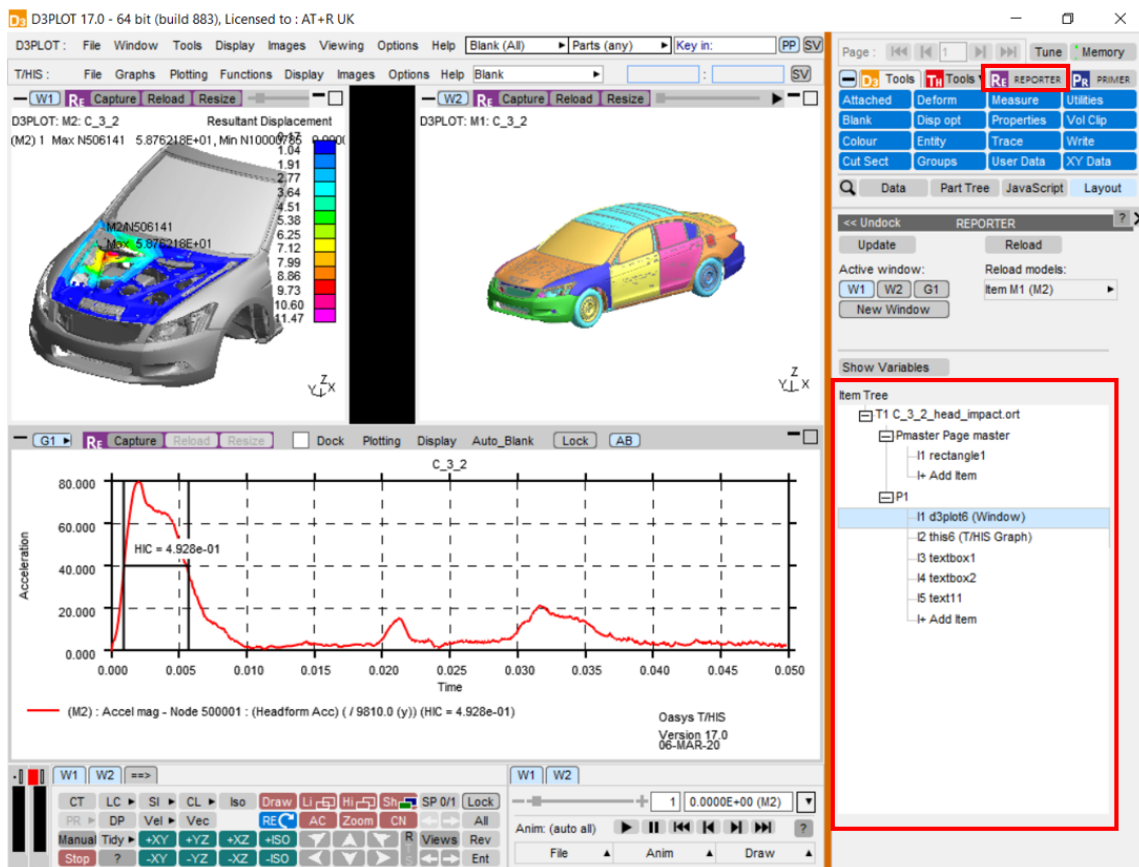 D3PLOT 17.0 - 64 bit (build 883), Licensed to : AT+R UK
D3PLOT : File Window Tools Display Images Viewing Options Help Blank (All) Parts (any) Key in: PP SV
T/HIS : File Graphs Plotting Functions Display Images Options Help Blank : SV
W1 RE Capture Reload Resize
D3PLOT: M2: C_3_2 Resultant Displacement
(M2) 1 Max N506141 5.876218E+01, Min N10000785
0.17
1.04
1.91
2.77
3.64
4.51
5.38
6.25
7.12
7.99
8.86
9.73
10.60
11.47
M2/N506141
Max 5.876218E+01
Z
Y X
W2 RE Capture Reload Resize
D3PLOT: M1: C_3_2
Z
Y X
G1 RE Capture Reload Resize Dock Plotting Display Auto_Blank Lock AB
C_3_2
80.000
60.000
40.000
20.000
0.000
Acceleration
HIC = 4.928e-01
0.000 0.005 0.010 0.015 0.020 0.025 0.030 0.035 0.040 0.045 0.050
Time
(M2) : Accel mag - Node 500001 : (Headform Acc) ( / 9810.0 (y)) (HIC = 4.928e-01)
Oasys T/HIS
Version 17.0
06-MAR-20
W1 W2 ==>
CT LC SI CL Iso Draw Li Hi Sh SP 0/1 Lock
PR DP Vel Vec RE AC Zoom CN All
Manual Tidy +XY +YZ +XZ +ISO Views Rev
Stop ? -XY -YZ -XZ -ISO Ent
R
T
S
W1 W2
1 0.0000E+00 (M2)
Anim: (auto all) ?
File Anim Draw
Page : 1 Tune Memory
D3 Tools TH Tools RE REPORTER PR PRIMER
Attached Deform Measure Utilities
Blank Disp opt Properties Vol Clip
Colour Entity Trace Write
Cut Sect Groups User Data XY Data
Data Part Tree JavaScript Layout
<< Undock REPORTER ? X
Update Reload
Active window: Reload models:
W1 W2 G1 Item M1 (M2)
New Window
Show Variables
Item Tree
T1 C_3_2_head_impact.ort
Pmaster Page master
I1 rectangle1
I+ Add Item
P1
I1 d3plot6 (Window)
I2 this6 (T/HIS Graph)
I3 textbox1
I4 textbox2
I5 text11
I+ Add Item